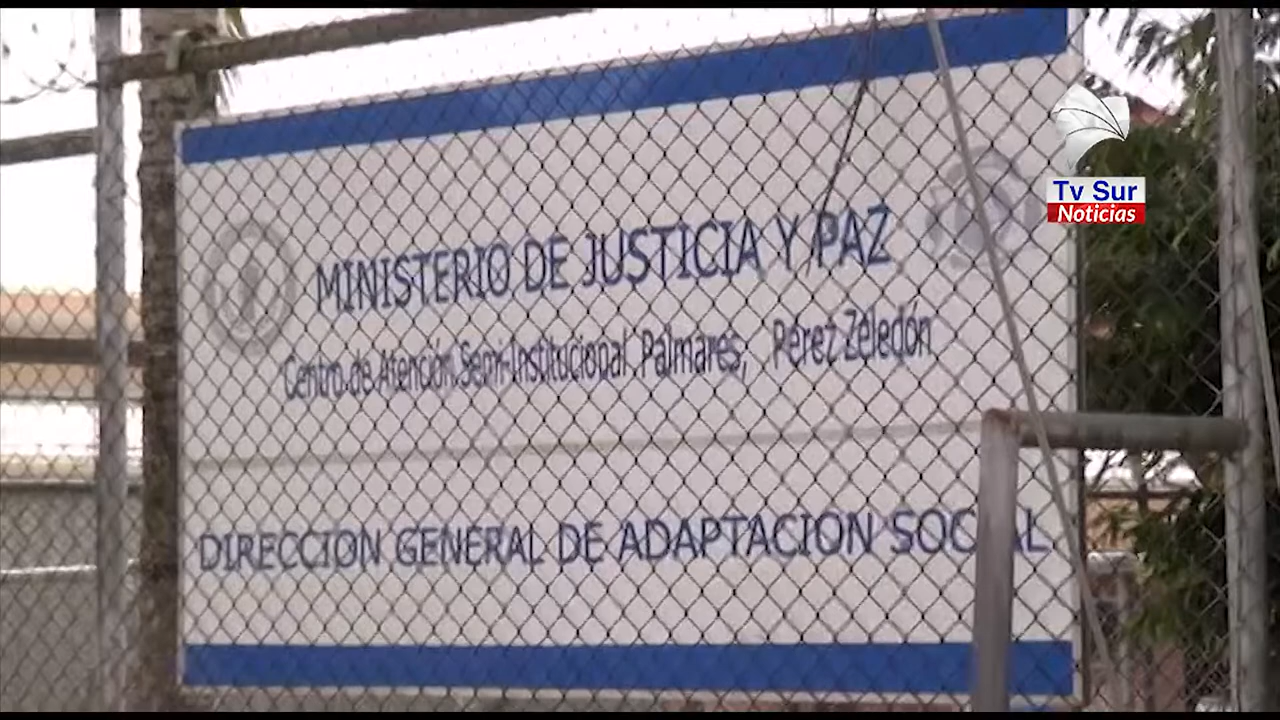 MINISTERIO DE JUSTICIA Y PAZ
Centro de Atención Semi-Institucional Palmares, Pérez Zeledón
DIRECCION GENERAL DE ADAPTACION SOCIAL
Tv Sur
Noticias